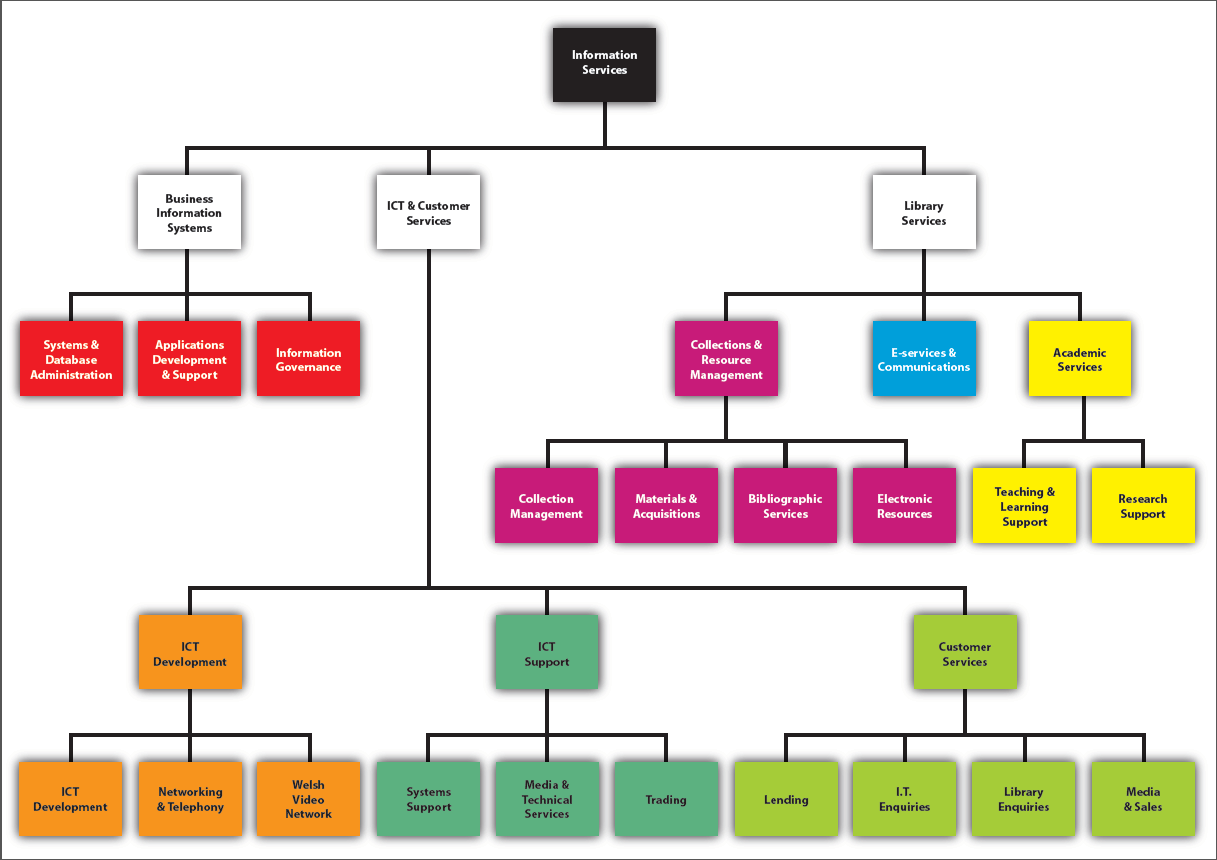 Information
Services
Business
Information
Systems
ICT & Customer
Services
Library
Services
Systems &
Database
Administration
Applications
Development
& Support
Information
Governance
Collections &
Resource
Management
E-services &
Communications
Academic
Services
Collection
Management
Materials &
Acquisitions
Bibliographic
Services
Electronic
Resources
Teaching &
Learning
Support
Research
Support
ICT
Development
ICT
Support
Customer
Services
ICT
Development
Networking
& Telephony
Welsh
Video
Network
Systems
Support
Media &
Technical
Services
Trading
Lending
I.T.
Enquiries
Library
Enquiries
Media
& Sales